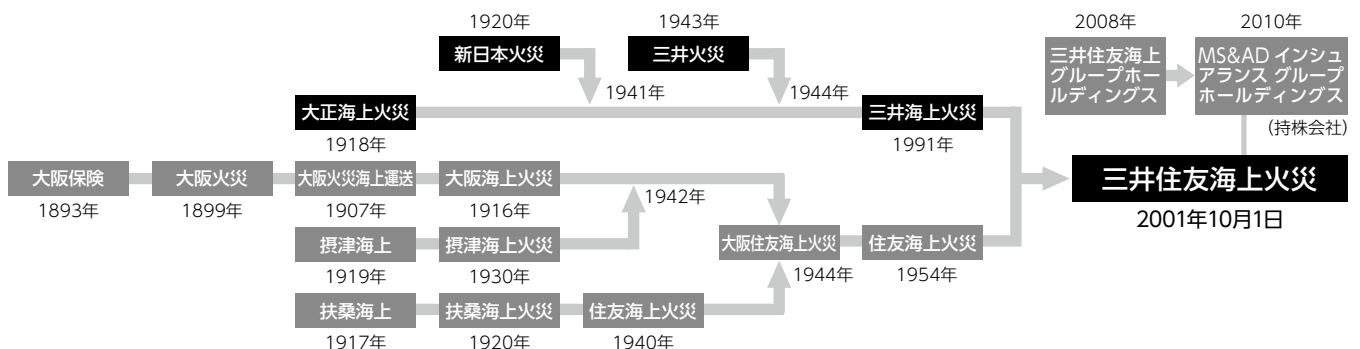 1920年
1943年
2008年
2010年
新日本火災
三井火災
三井住友海上
グループホー
ルディングス
MS&AD インシュ
アランス グループ
ホールディングス
1941年
1944年
大正海上火災
三井海上火災
1918年
1991年
(持株会社)
大阪保険
大阪火災
大阪火災海上運送
大阪海上火災
三井住友海上火災
1893年
1899年
1907年
1916年
1942年
2001年10月1日
摂津海上
摂津海上火災
大阪住友海上火災
住友海上火災
1919年
1930年
1944年
1954年
扶桑海上
扶桑海上火災
住友海上火災
1917年
1920年
1940年